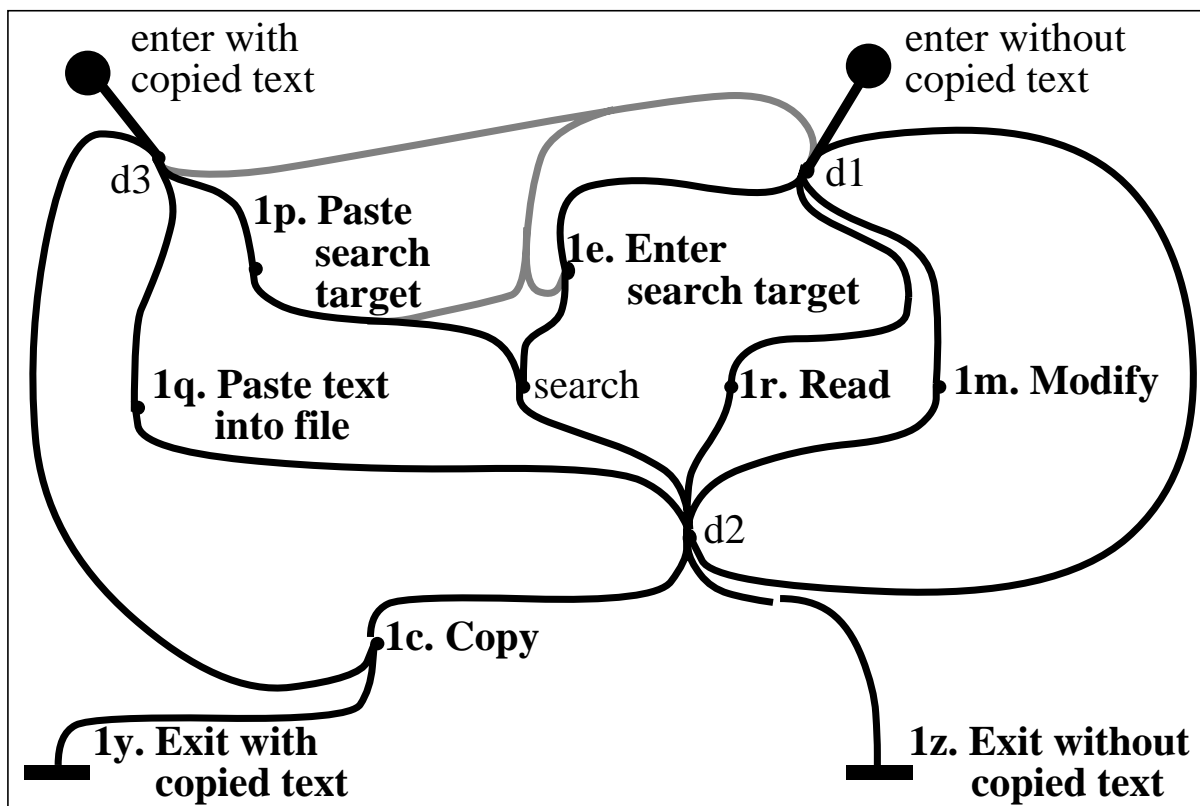 enter with
copied text
enter without
copied text
d3
d1
1p. Paste
search
target
1e. Enter
search target
1q. Paste text
into file
search
1r. Read
1m. Modify
d2
1c. Copy
1y. Exit with
copied text
1z. Exit without
copied text